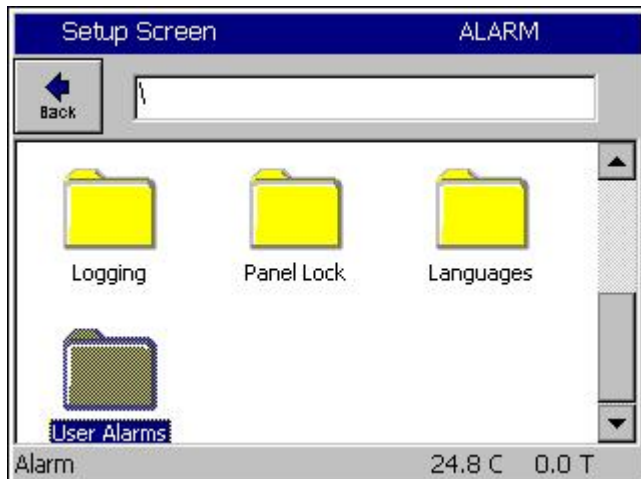 Setup Screen ALARM
Back \
Logging Panel Lock Languages
User Alarms
Alarm 24.8 C 0.0 T